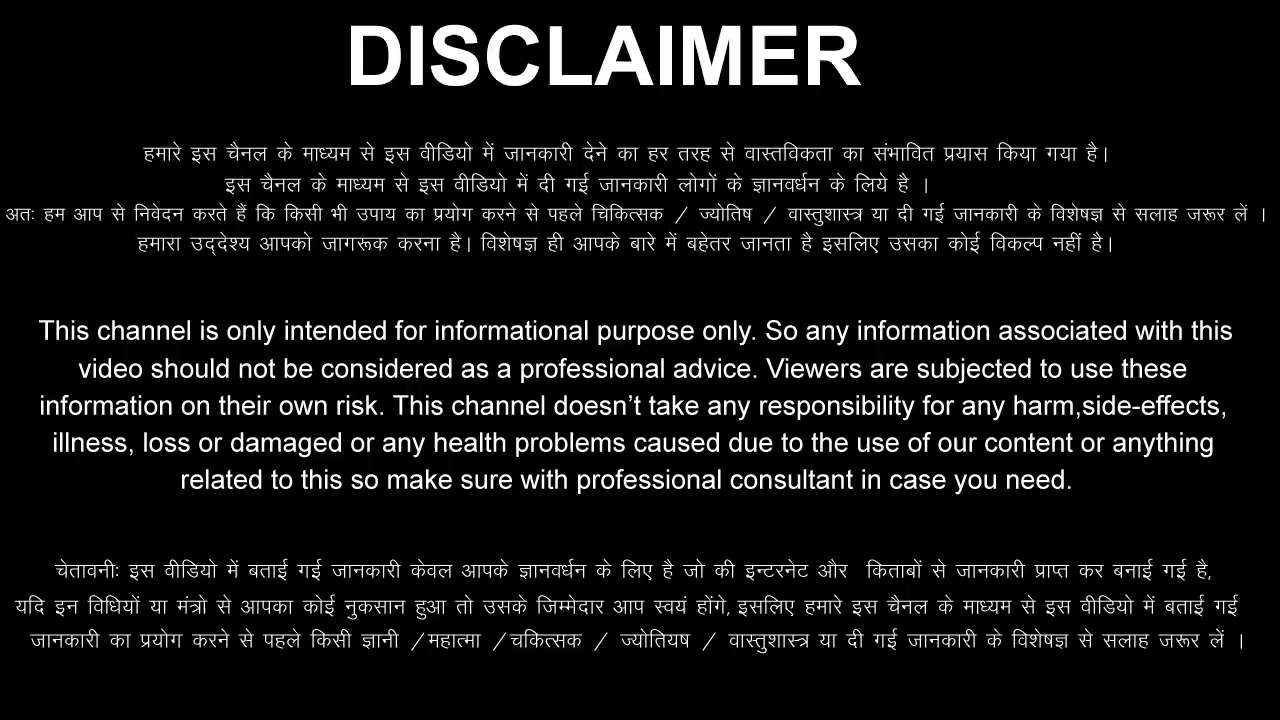 DISCLAIMER
हमारे इस चैनल के माध्यम से इस वीडियो में जानकारी देने का हर तरह से वास्तविकता का संभावित प्रयास किया गया है।
इस चैनल के माध्यम से इस वीडियो में दी गई जानकारी लोगों के ज्ञानवर्धन के लिये है ।
अतः हम आप से निवेदन करते हैं कि किसी भी उपाय का प्रयोग करने से पहले चिकित्सक / ज्योतिष / वास्तुशास्त्र या दी गई जानकारी के विशेषज्ञ से सलाह जरूर लें ।
हमारा उद्देश्य आपको जागरूक करना है। विशेषज्ञ ही आपके बारे में बहेतर जानता है इसलिए उसका कोई विकल्प नहीं है।
This channel is only intended for informational purpose only. So any information associated with this
video should not be considered as a professional advice. Viewers are subjected to use these
information on their own risk. This channel doesn’t take any responsibility for any harm,side-effects,
illness, loss or damaged or any health problems caused due to the use of our content or anything
related to this so make sure with professional consultant in case you need.
चेतावनीः इस वीडियो में बताई गई जानकारी केवल आपके ज्ञानवर्धन के लिए है जो की इन्टरनेट और किताबों से जानकारी प्राप्त कर बनाई गई है,
यदि इन विधियों या मंत्रो से आपका कोई नुकसान हुआ तो उसके जिम्मेदार आप स्वयं होंगे, इसलिए हमारे इस चैनल के माध्यम से इस वीडियो में बताई गई
जानकारी का प्रयोग करने से पहले किसी ज्ञानी /महात्मा /चकित्सक / ज्योतियष / वास्तुशास्त्र या दी गई जानकारी के विशेषज्ञ से सलाह जरूर लें ।